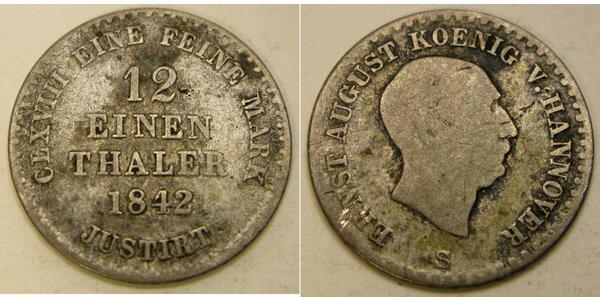 CLXVIII EINE FEINE MARK
12
EINEN
THALER
1842
JUSTIRT
ERNST AUGUST KOENIG V. HANNOVER
S